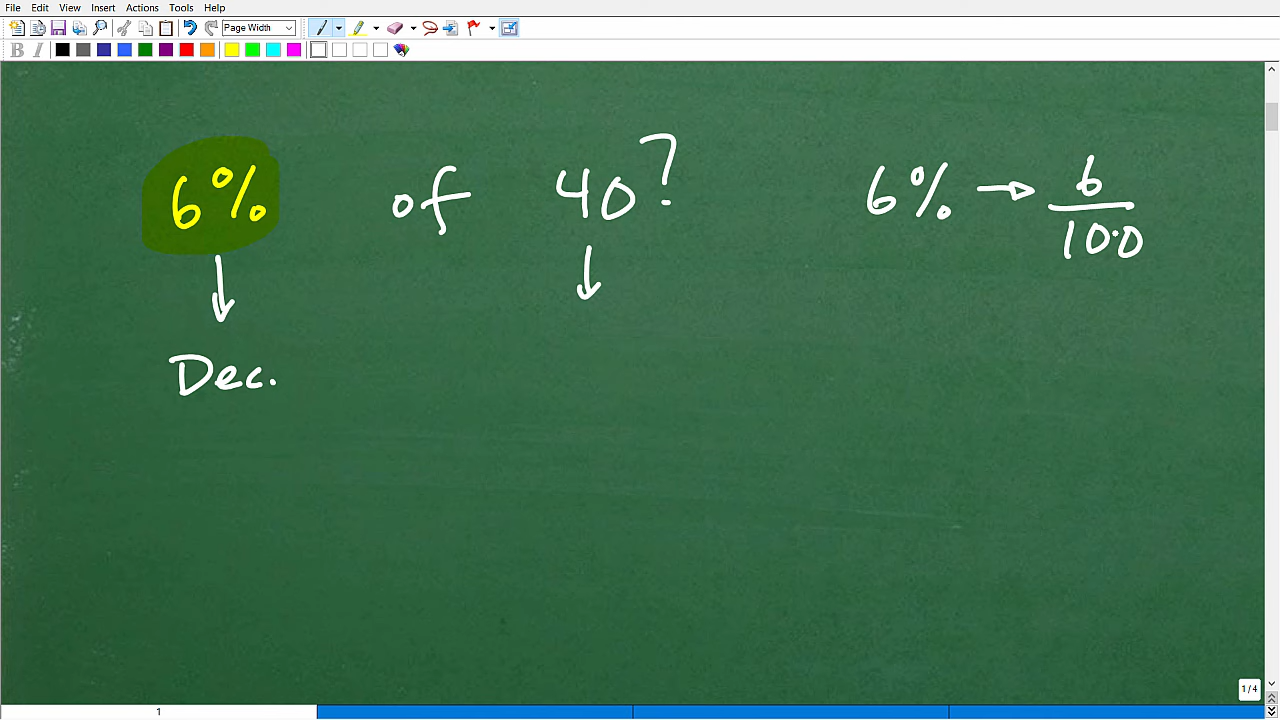 File Edit View Insert Actions Tools Help
Page Width
B I
6% of 40? 6% → 6/100
Dec.
1/4
1